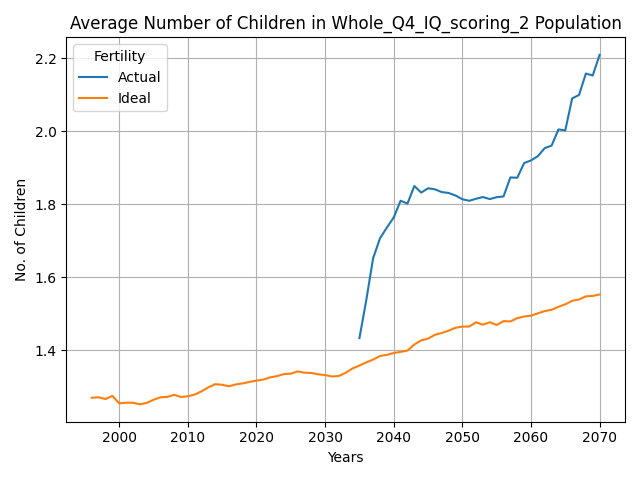 Average Number of Children in Whole_Q4_IQ_scoring_2 Population
Fertility
Actual
Ideal
No. of Children
2.2
2.0
1.8
1.6
1.4
2000 2010 2020 2030 2040 2050 2060 2070
Years